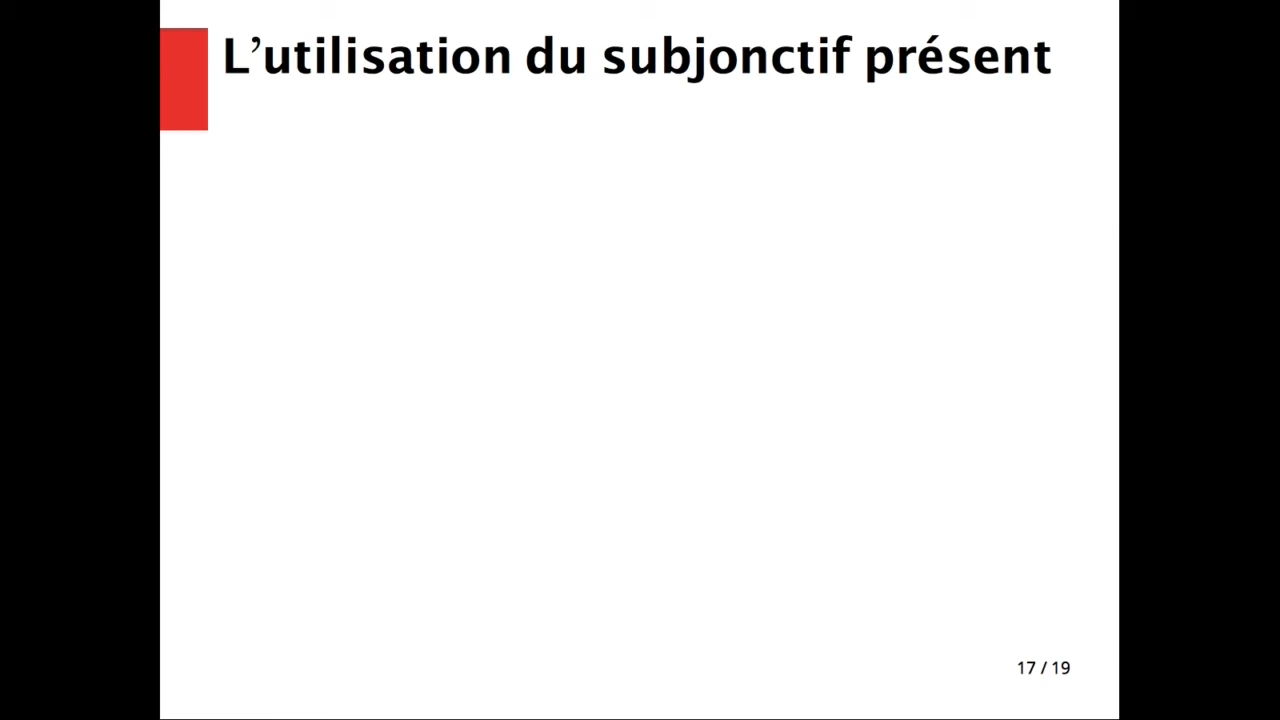 L’utilisation du subjonctif présent
17 / 19